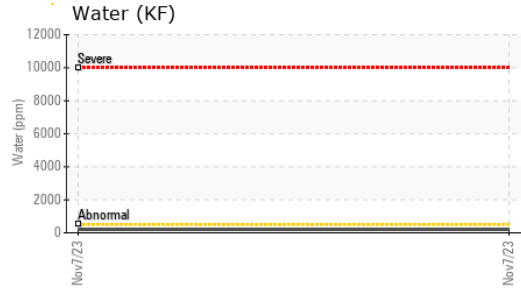 Water (KF)
12000
Severe
10000
8000
6000
4000
2000
Abnormal
0
Water (ppm)
Nov7/23
Nov7/23